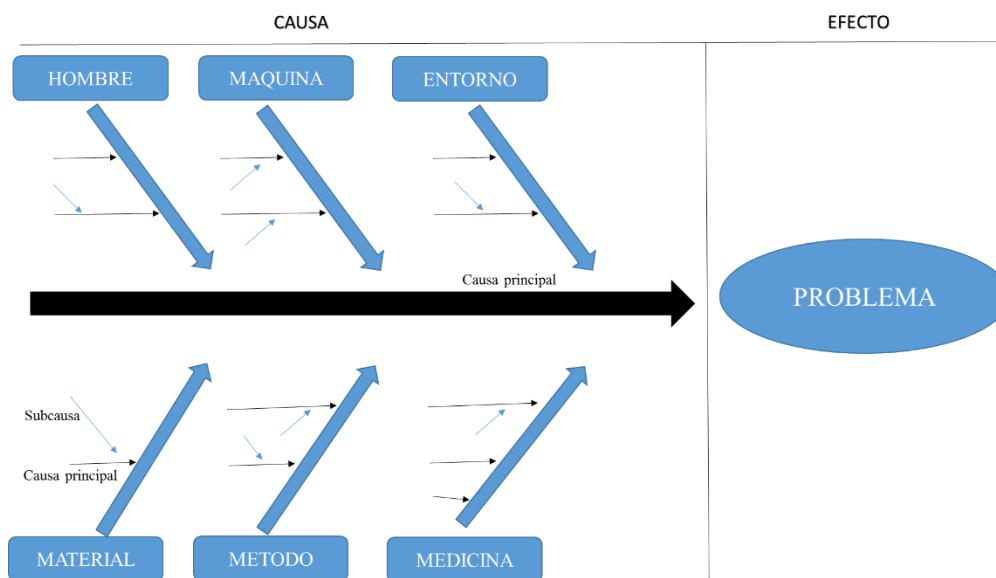 CAUSA
EFECTO
HOMBRE
MAQUINA
ENTORNO
Causa principal
PROBLEMA
Subcausa
Causa principal
MATERIAL
METODO
MEDICINA